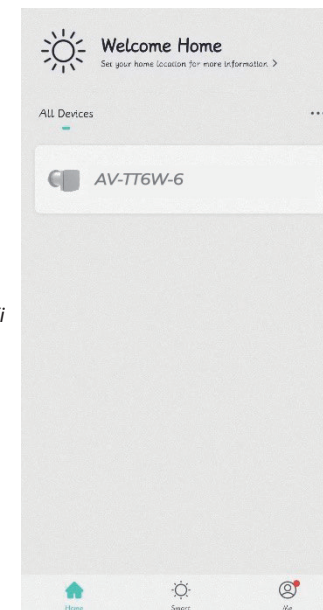 Welcome Home
Set your home location for more information >
All Devices
...
AV-TT6W-6
i
Home
Smart
Me